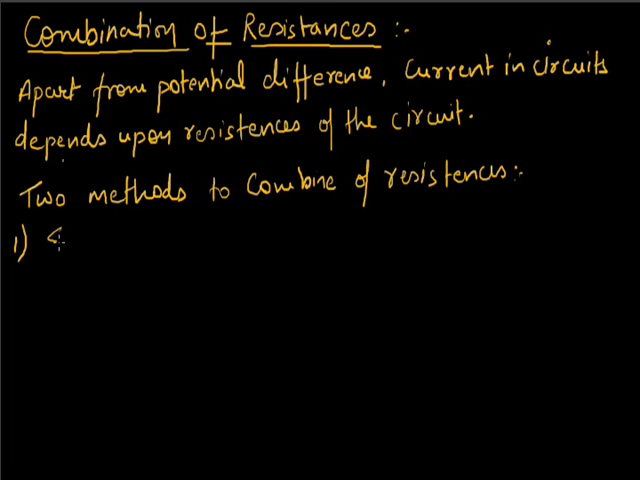 Combination of Resistances :-
Apart from potential difference, Current in circuits
depends upon resistences of the circuit.
Two methods to Combine of resistences :-
1)